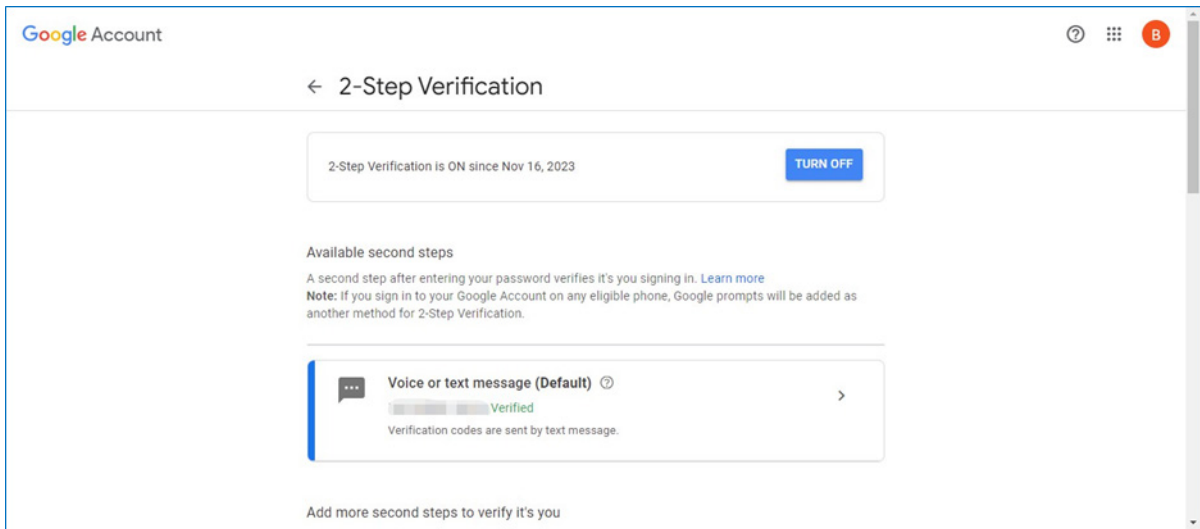 Google Account
B
2-Step Verification
2-Step Verification is ON since Nov 16, 2023
TURN OFF
Available second steps
A second step after entering your password verifies it's you signing in. Learn more
Note: If you sign in to your Google Account on any eligible phone, Google prompts will be added as
another method for 2-Step Verification.
Voice or text message (Default)
Verified
Verification codes are sent by text message.
Add more second steps to verify it's you